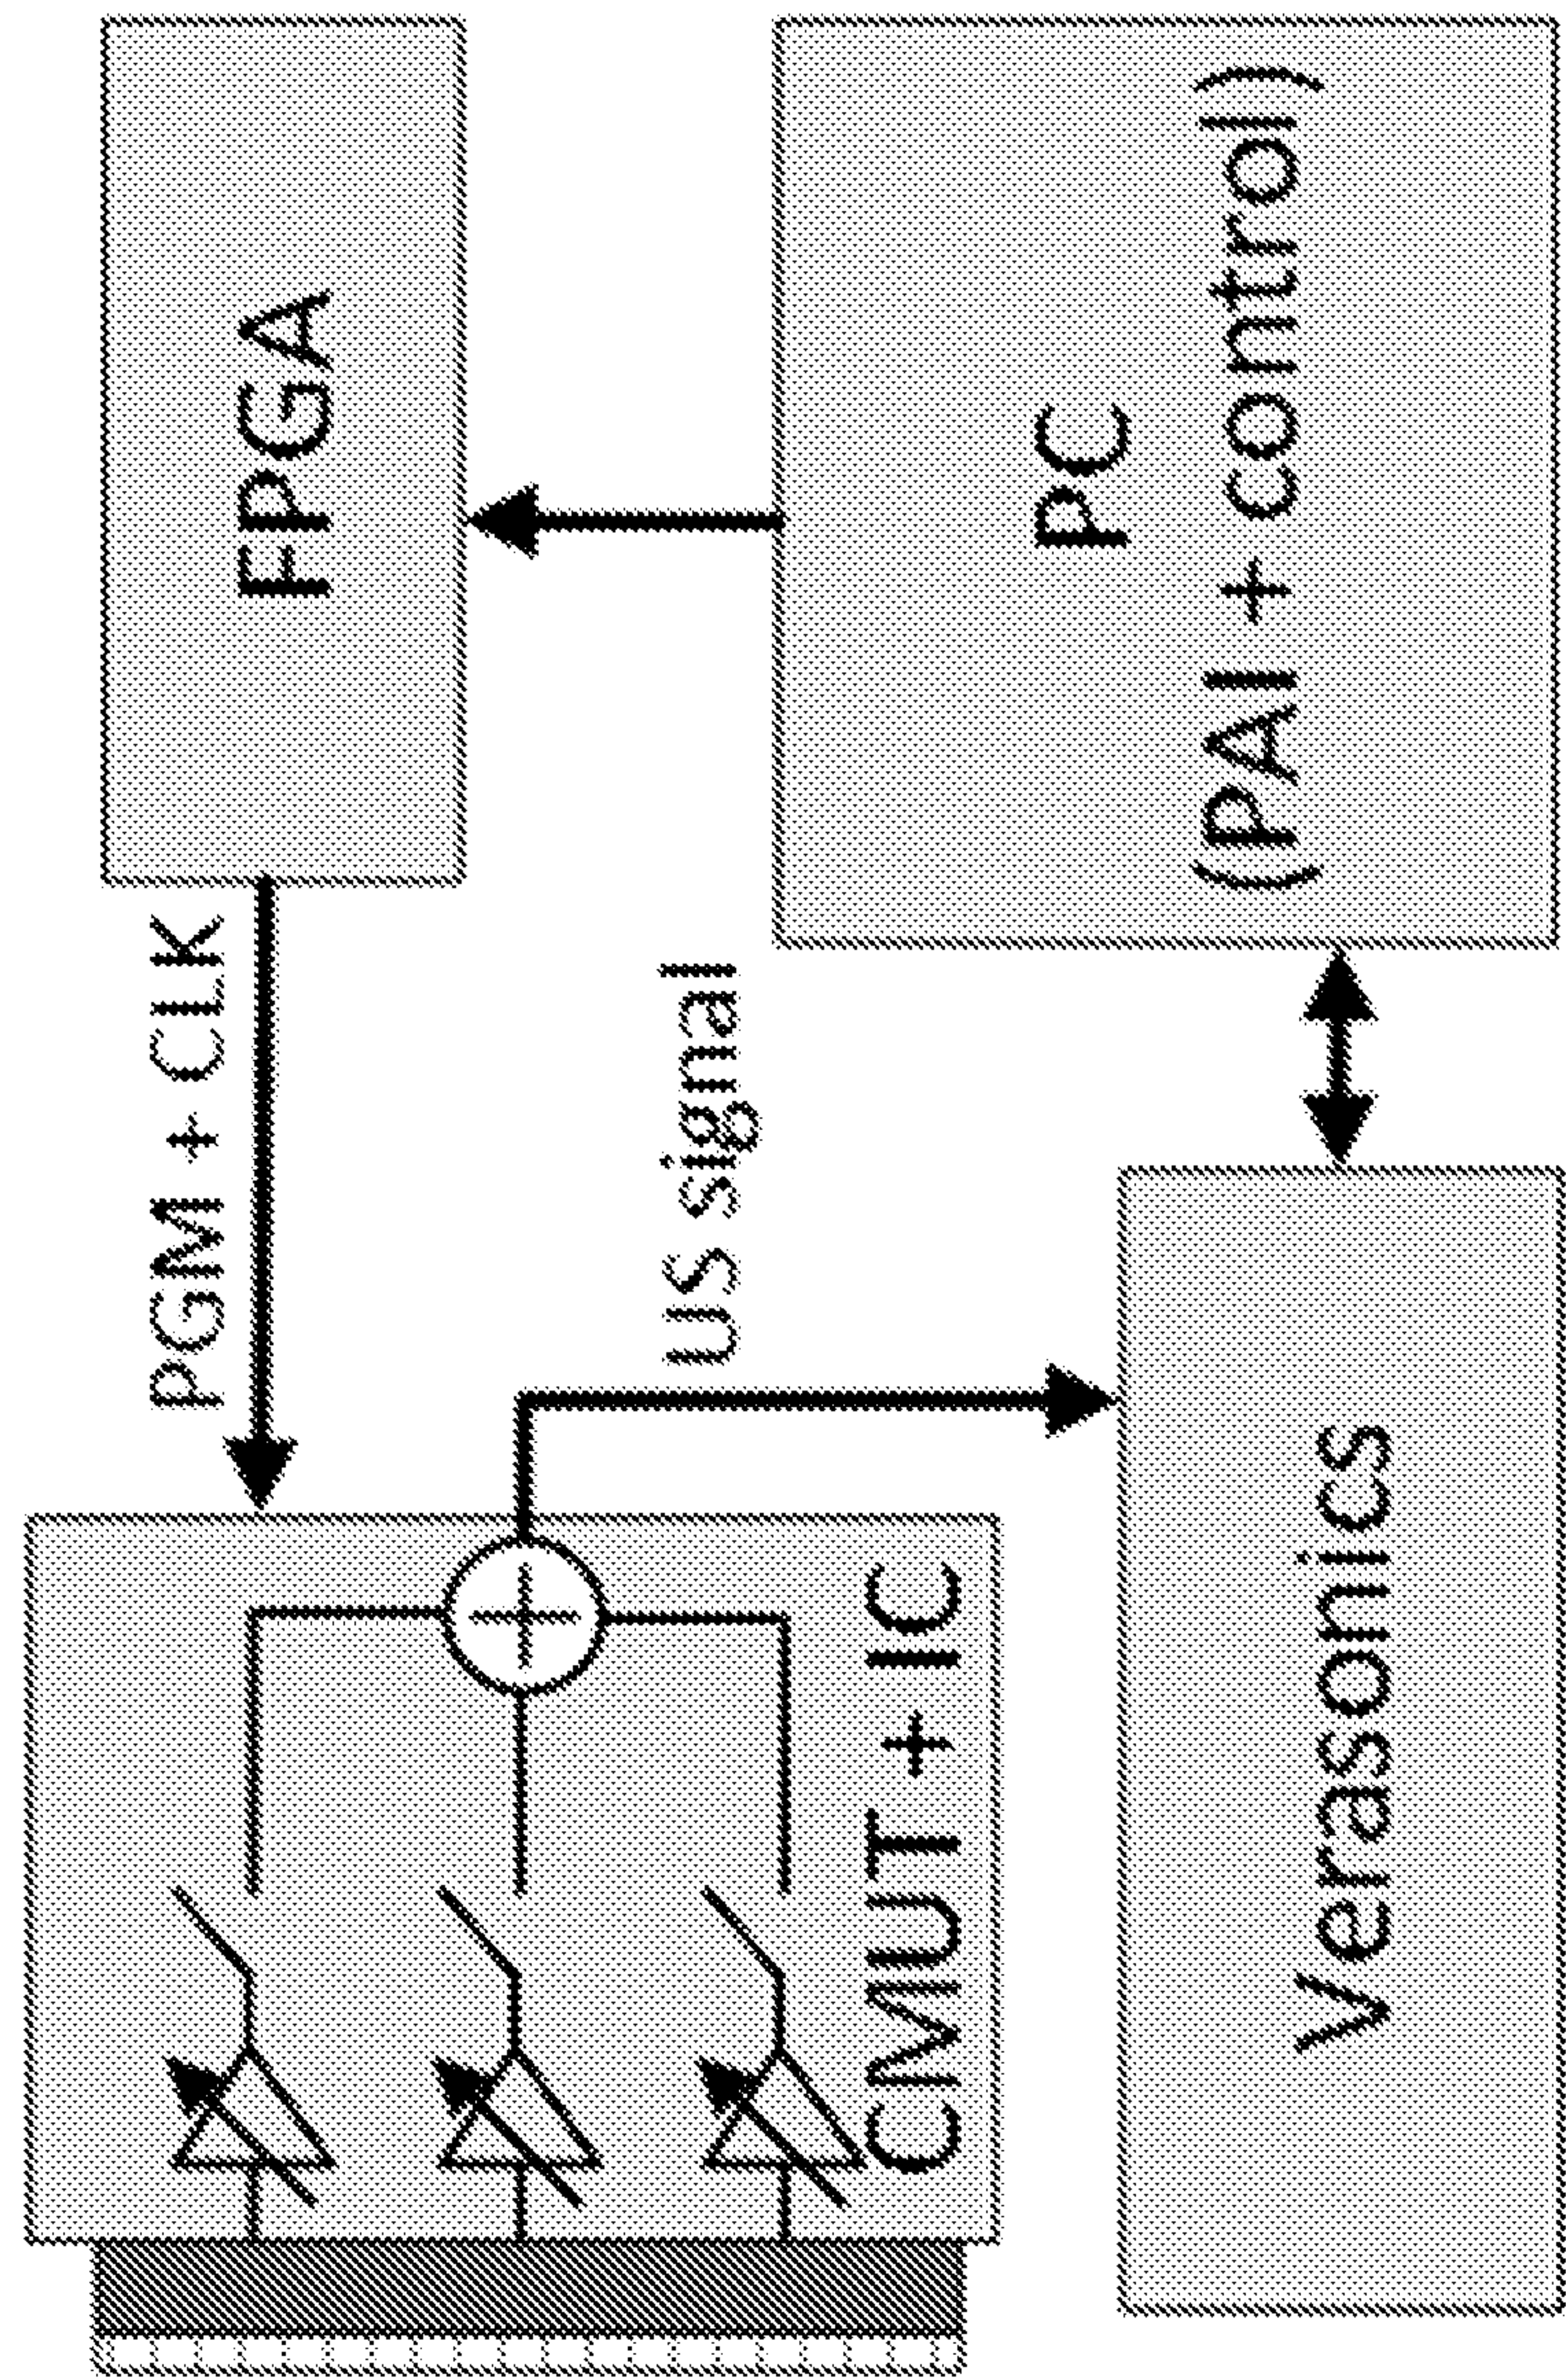 FPGA
PGM + CLK
CMUT + IC
US signal
PC
(PAI + control)
Verasonics